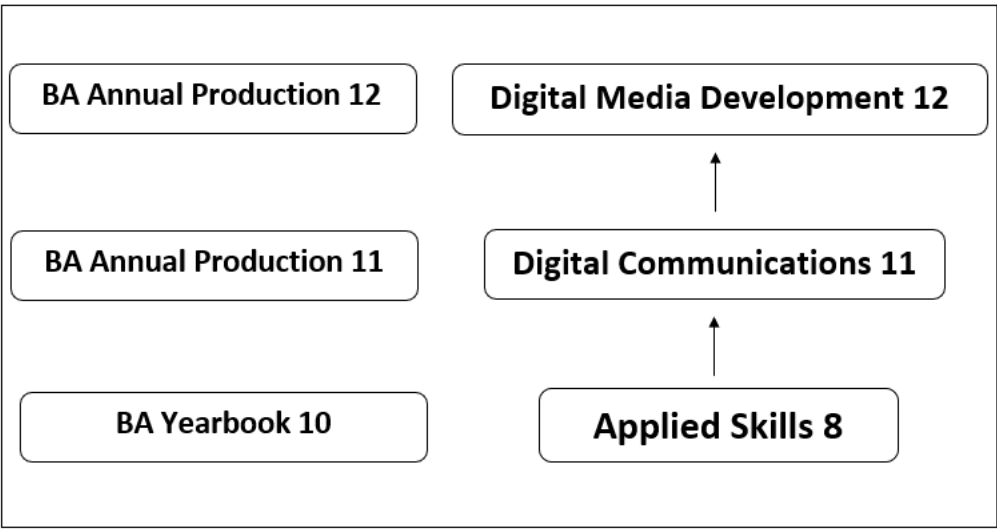 BA Annual Production 12
Digital Media Development 12
BA Annual Production 11
Digital Communications 11
BA Yearbook 10
Applied Skills 8